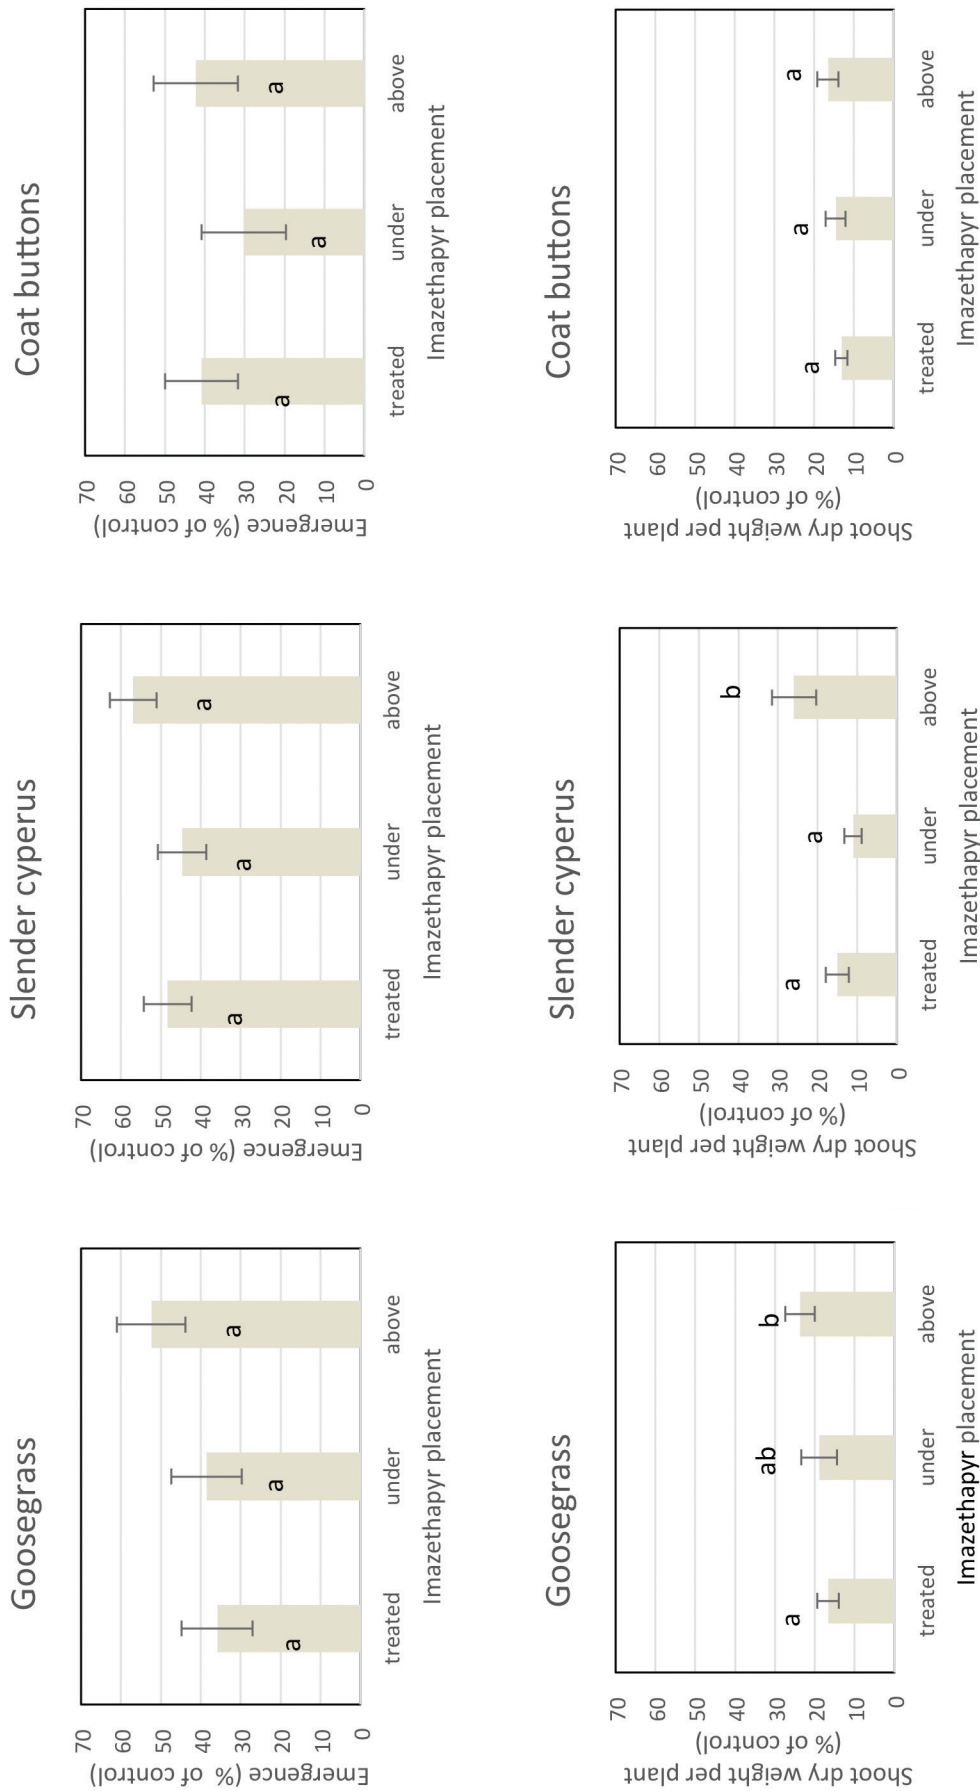 Goosegrass
Emergence (% of control)
70
60
50
40
30
20
10
0
a
a
a
treated
under
above
Imazethapyr placement
Slender cyperus
Emergence (% of control)
70
60
50
40
30
20
10
0
a
a
a
treated
under
above
Imazethapyr placement
Coat buttons
Emergence (% of control)
70
60
50
40
30
20
10
0
a
a
a
treated
under
above
Imazethapyr placement
Goosegrass
Shoot dry weight per plant
(% of control)
70
60
50
40
30
20
10
0
a
ab
b
treated
under
above
Imazethapyr placement
Slender cyperus
Shoot dry weight per plant
(% of control)
70
60
50
40
30
20
10
0
a
a
b
treated
under
above
Imazethapyr placement
Coat buttons
Shoot dry weight per plant
(% of control)
70
60
50
40
30
20
10
0
a
a
a
treated
under
above
Imazethapyr placement